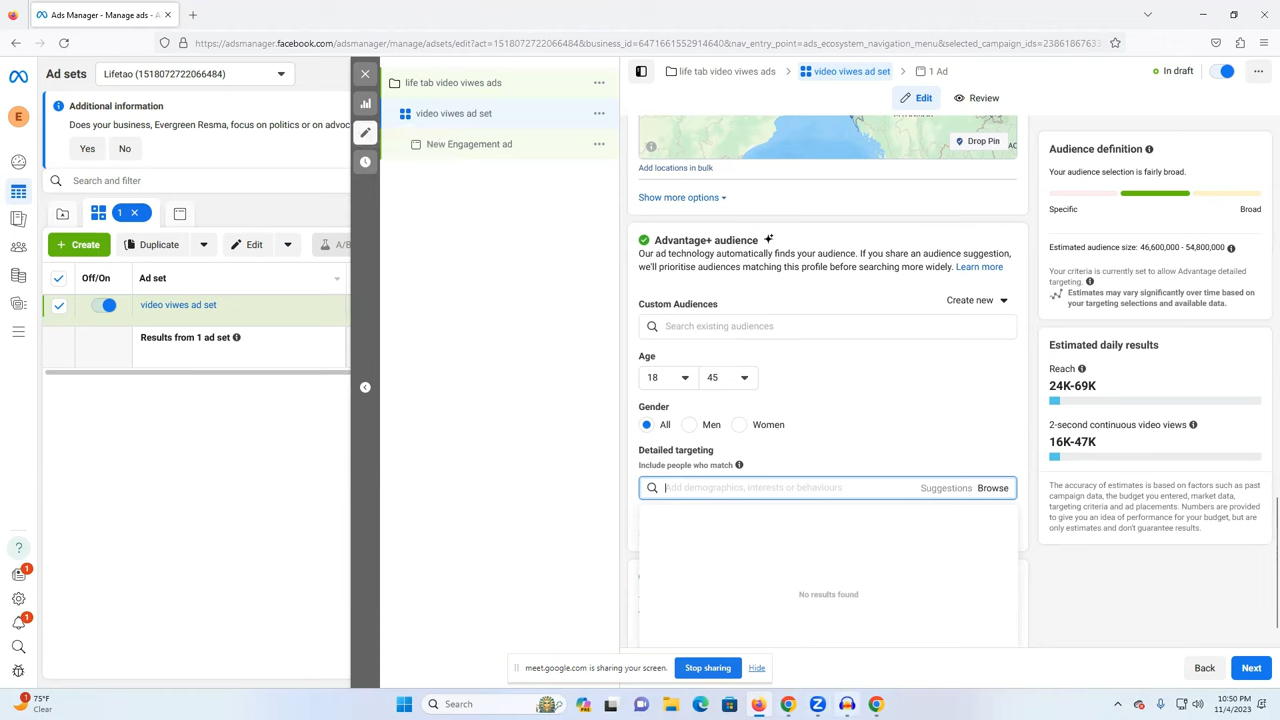 Ads Manager - Manage ads - A
https://adsmanager.facebook.com/adsmanager/manage/adsets/edit?act=1518072722066484&business_id=6471661552914640&nav_entry_point=ads_ecosystem_navigation_menu&selected_campaign_ids=238618676333
Ad sets
Lifetao (1518072722066484)
Additional information
Does your business, Evergreen Resma, focus on politics or on advoc
Yes
No
Search and filter
1
Create
Duplicate
Edit
A/B
Off/On
Ad set
video viwes ad set
Results from 1 ad set
E
1
1
life tab video viwes ads
video viwes ad set
New Engagement ad
life tab video viwes ads
video viwes ad set
1 Ad
In draft
Edit
Review
Drop Pin
Add locations in bulk
Show more options
Advantage+ audience
Our ad technology automatically finds your audience. If you share an audience suggestion,
we'll prioritise audiences matching this profile before searching more widely. Learn more
Custom Audiences
Create new
Search existing audiences
Age
18
45
Gender
All
Men
Women
Detailed targeting
Include people who match
Add demographics, interests or behaviours
Suggestions
Browse
No results found
Audience definition
Your audience selection is fairly broad.
Specific
Broad
Estimated audience size: 46,600,000 - 54,800,000
Your criteria is currently set to allow Advantage detailed
targeting.
Estimates may vary significantly over time based on
your targeting selections and available data.
Estimated daily results
Reach
24K-69K
2-second continuous video views
16K-47K
The accuracy of estimates is based on factors such as past
campaign data, the budget you entered, market data,
targeting criteria and ad placements. Numbers are provided
to give you an idea of performance for your budget, but are
only estimates and don't guarantee results.
Back
Next
meet.google.com is sharing your screen.
Stop sharing
Hide
1
75°F
Clear
Search
10:50 PM
11/4/2023